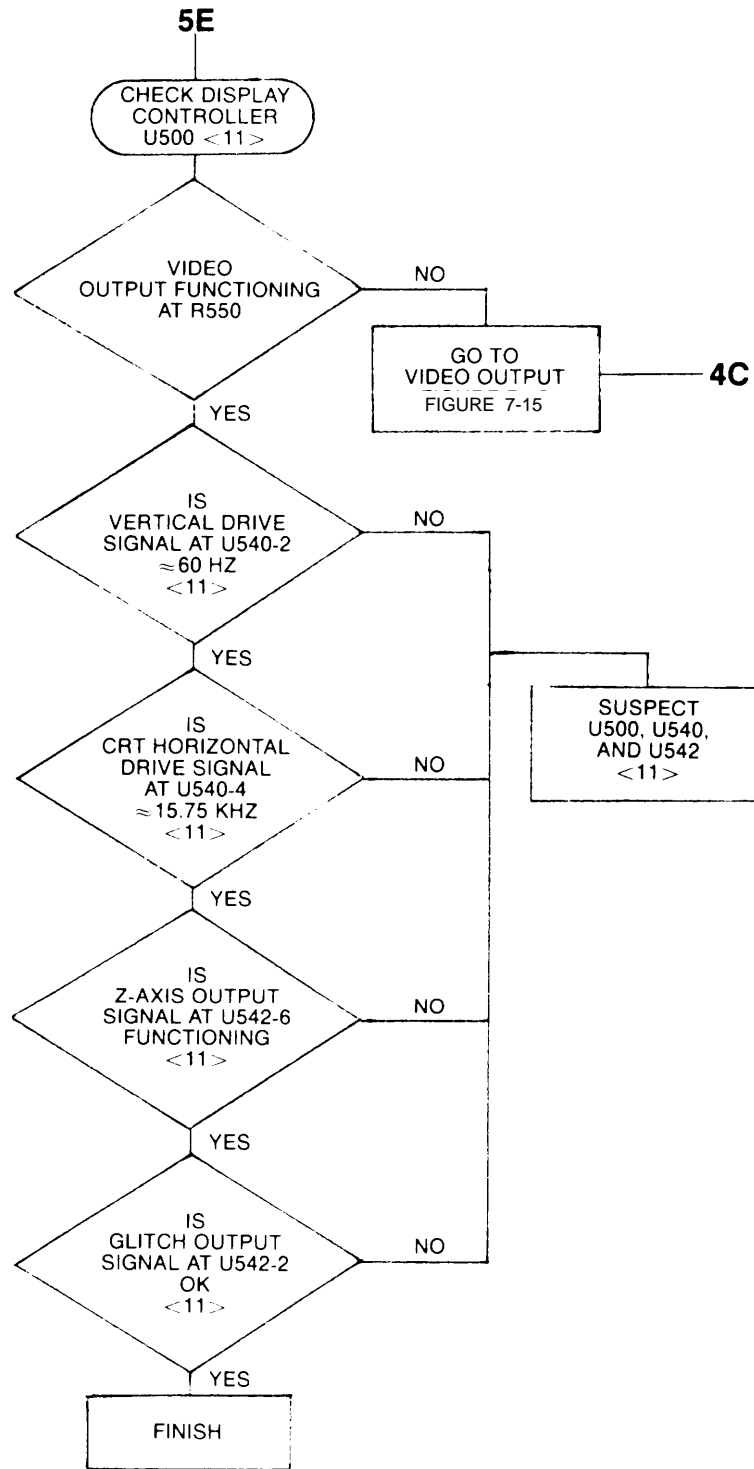 5E
CHECK DISPLAY
CONTROLLER
U500 <11>
VIDEO
OUTPUT FUNCTIONING
AT R550
NO
GO TO
VIDEO OUTPUT
FIGURE 7-15
4C
YES
IS
VERTICAL DRIVE
SIGNAL AT U540-2
≈60 HZ
<11>
NO
YES
SUSPECT
U500, U540,
AND U542
<11>
IS
CRT HORIZONTAL
DRIVE SIGNAL
AT U540-4
≈15.75 KHZ
<11>
NO
YES
IS
Z-AXIS OUTPUT
SIGNAL AT U542-6
FUNCTIONING
<11>
NO
YES
IS
GLITCH OUTPUT
SIGNAL AT U542-2
OK
<11>
NO
YES
FINISH